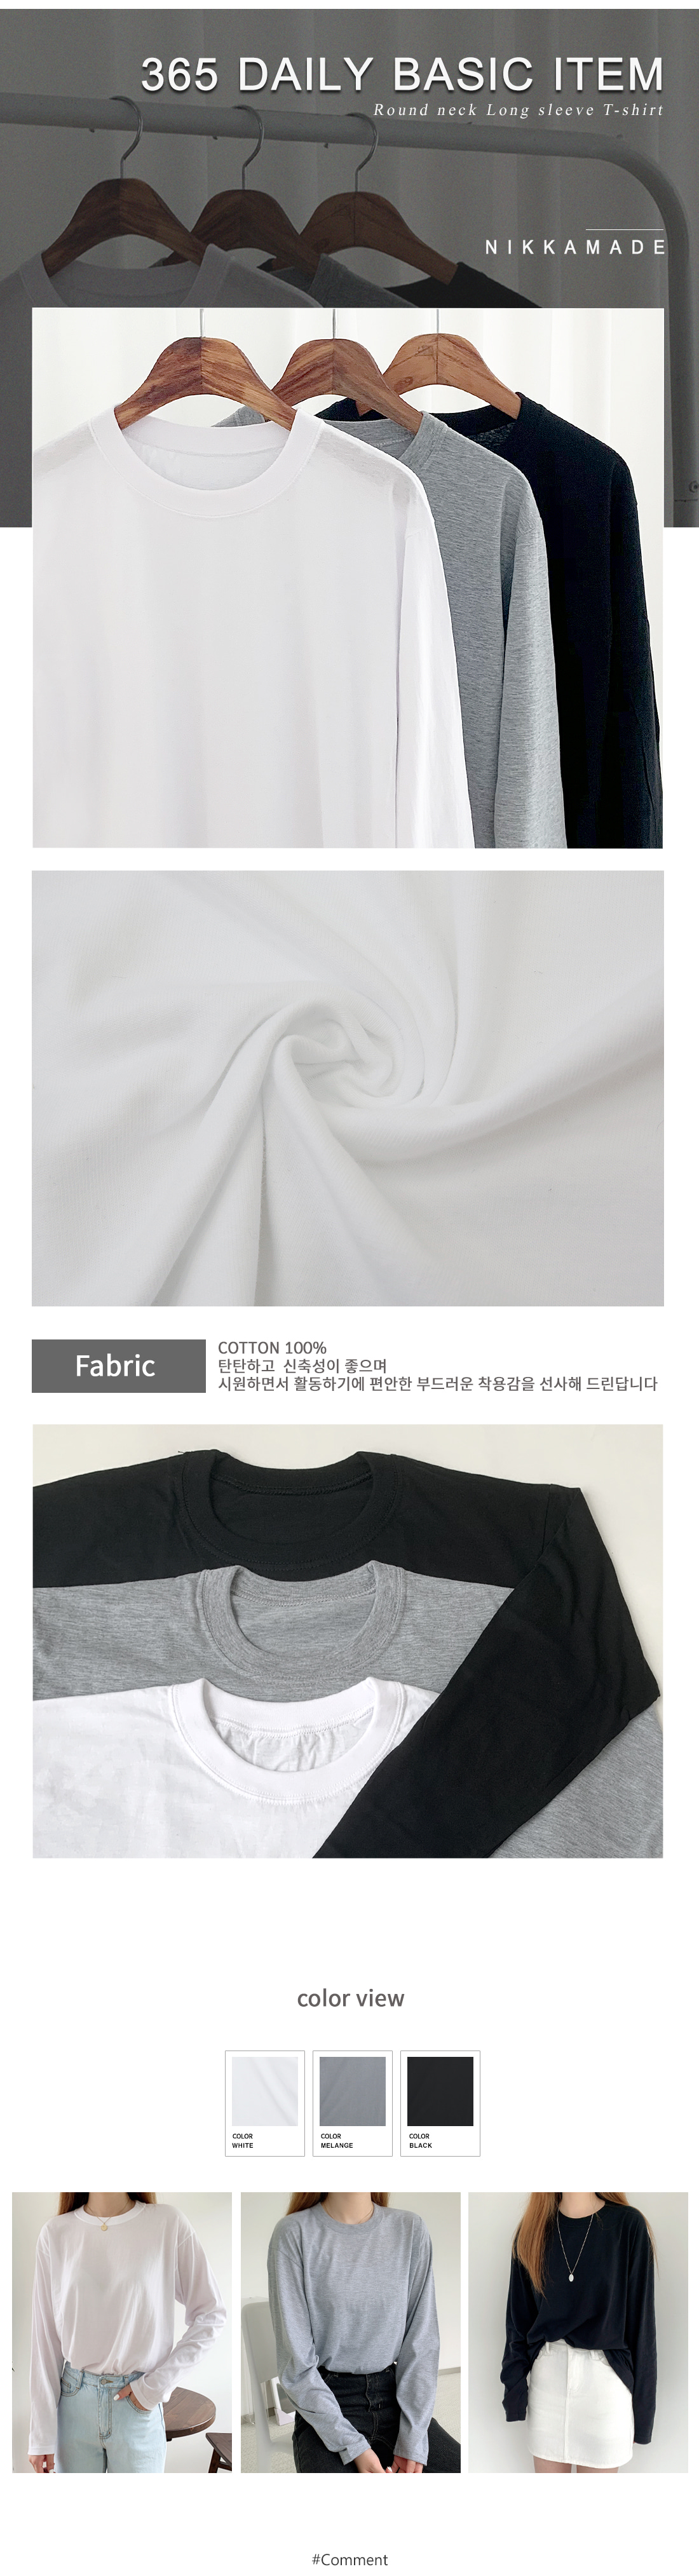 365 DAILY BASIC ITEM
Round neck Long sleeve T-shirt
NIKKAMADE
Fabric
COTTON 100%
탄탄하고 신축성이 좋으며
시원하면서 활동하기에 편안한 부드러운 착용감을 선사해 드린답니다
color view
COLOR
WHITE
COLOR
MELANGE
COLOR
BLACK
#Comment